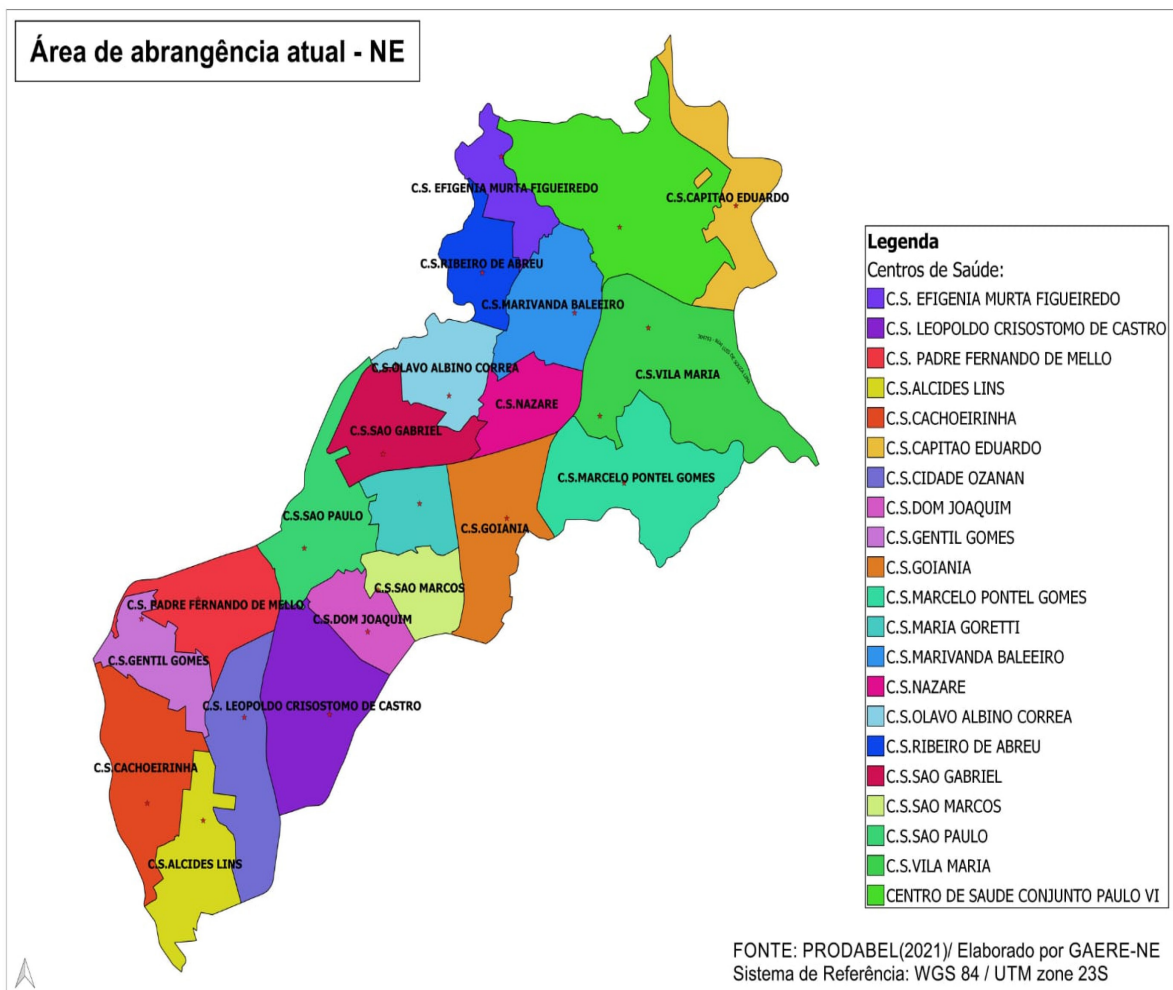 Área de abrangência atual - NE
C.S. EFIGENIA MURTA FIGUEIREDO
C.S.CAPITAO EDUARDO
C.S.RIBEIRO DE ABREU
C.S.MARIVANDA BALEEIRO
C.S.OLAVO ALBINO CORREA
C.S.VILA MARIA
C.S.NAZARE
C.S.SAO GABRIEL
C.S.MARCELO PONTEL GOMES
C.S.SAO PAULO
C.S.GOIANIA
C.S.SAO MARCOS
C.S. PADRE FERNANDO DE MELLO
C.S.DOM JOAQUIM
C.S.GENTIL GOMES
C.S. LEOPOLDO CRISOSTOMO DE CASTRO
C.S.CACHOEIRINHA
C.S.ALCIDES LINS
Legenda
Centros de Saúde:
C.S. EFIGENIA MURTA FIGUEIREDO
C.S. LEOPOLDO CRISOSTOMO DE CASTRO
C.S. PADRE FERNANDO DE MELLO
C.S.ALCIDES LINS
C.S.CACHOEIRINHA
C.S.CAPITAO EDUARDO
C.S.CIDADE OZANAN
C.S.DOM JOAQUIM
C.S.GENTIL GOMES
C.S.GOIANIA
C.S.MARCELO PONTEL GOMES
C.S.MARIA GORETTI
C.S.MARIVANDA BALEEIRO
C.S.NAZARE
C.S.OLAVO ALBINO CORREA
C.S.RIBEIRO DE ABREU
C.S.SAO GABRIEL
C.S.SAO MARCOS
C.S.SAO PAULO
C.S.VILA MARIA
CENTRO DE SAUDE CONJUNTO PAULO VI
FONTE: PRODABEL(2021)/ Elaborado por GAERE-NE
Sistema de Referência: WGS 84 / UTM zone 23S